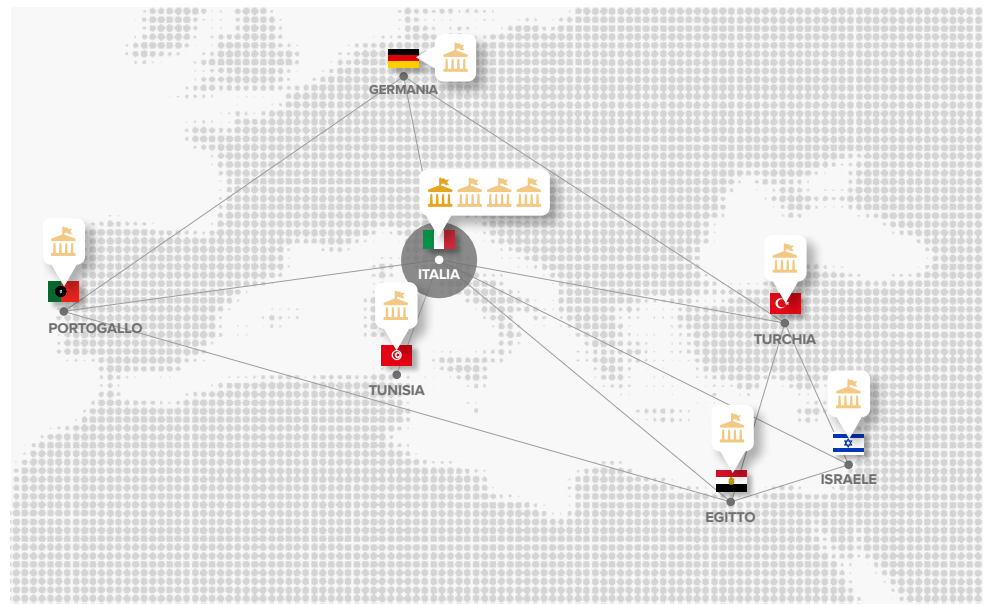 GERMANIA
ITALIA
PORTOGALLO
TURCHIA
TUNISIA
ISRAELE
EGITTO